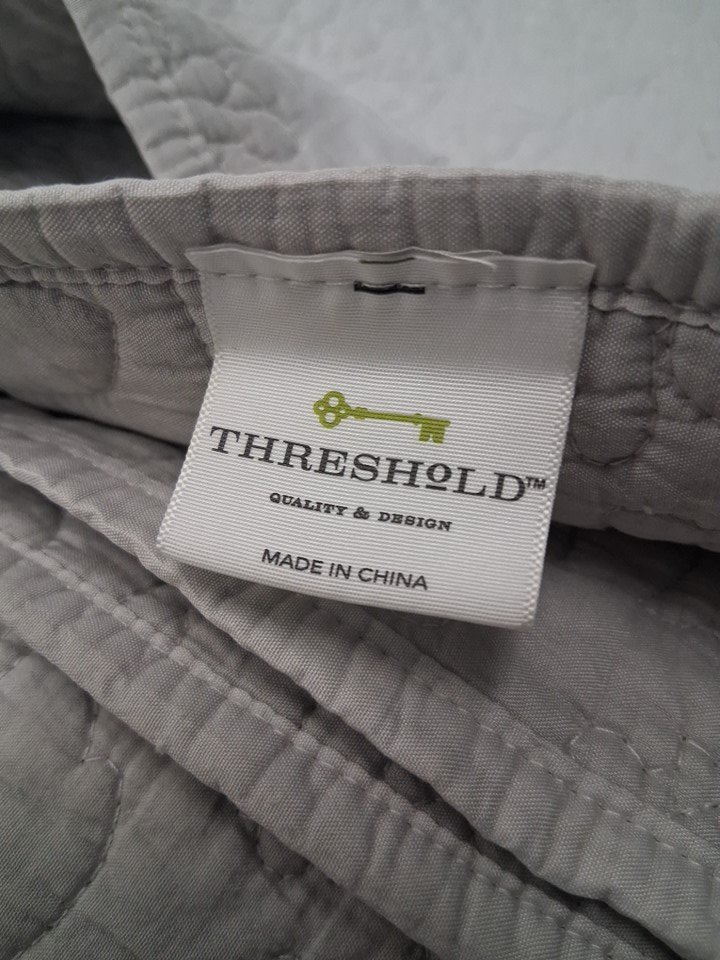 THRESHOLD™
QUALITY & DESIGN
MADE IN CHINA